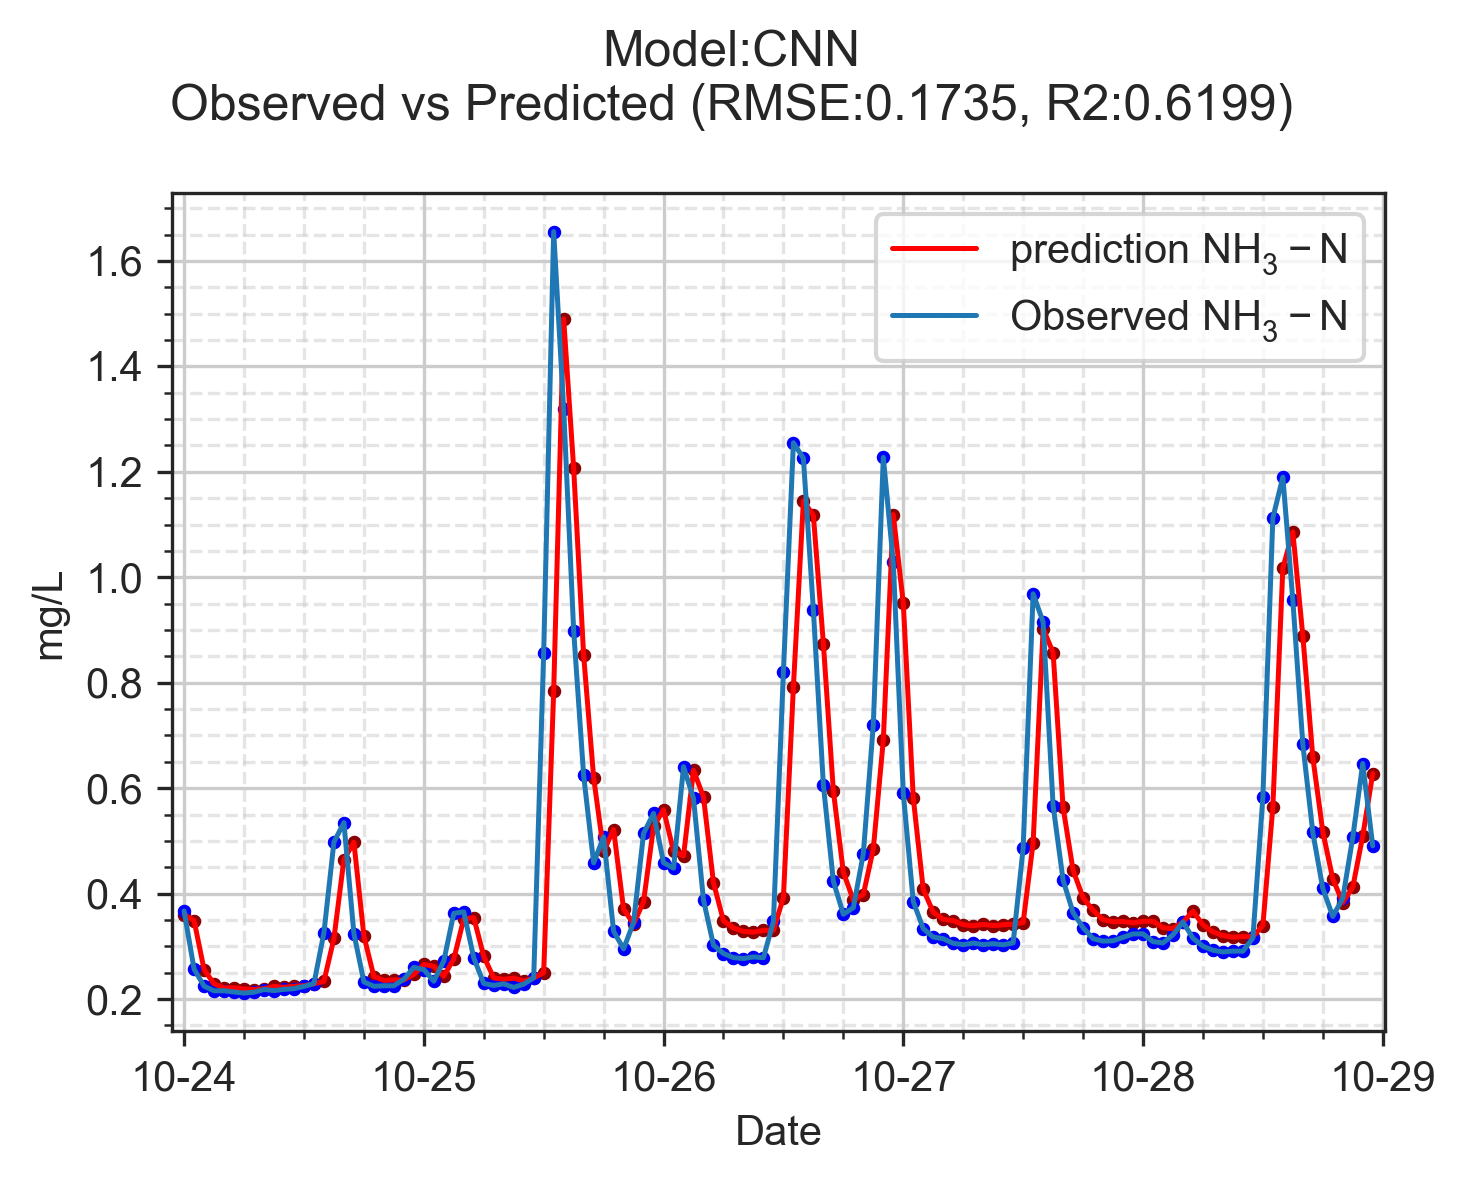 Model:CNN
Observed vs Predicted (RMSE:0.1735, R2:0.6199)
prediction NH₃ − N
Observed NH₃ − N
mg/L
1.6
1.4
1.2
1.0
0.8
0.6
0.4
0.2
10-24 10-25 10-26 10-27 10-28 10-29
Date